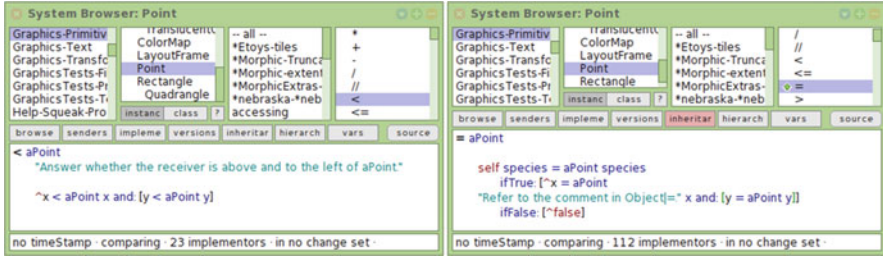 System Browser: Point
Graphics-Primitiv
Graphics-Text
Graphics-Transfo
GraphicsTests-Fi
GraphicsTests-Pr
GraphicsTests-T
Help-Squeak-Pro
ColorMap
LayoutFrame
Point
Rectangle
Quadrangle
instanc class ?
-- all --
*Etoys-tiles
*Morphic-Trunca
*Morphic-extent
*MorphicExtras-
*nebraska-*neb
accessing
*
+
-
/
//
<
<=
browse senders impleme versions inheritar hierarch vars source
< aPoint
"Answer whether the receiver is above and to the left of aPoint."
^x < aPoint x and: [y < aPoint y]
no timeStamp · comparing · 23 implementors · in no change set ·
System Browser: Point
Graphics-Primitiv
Graphics-Text
Graphics-Transfo
GraphicsTests-Fi
GraphicsTests-Pr
GraphicsTests-T
ColorMap
LayoutFrame
Point
Rectangle
instanc class ?
-- all --
*Etoys-tiles
*Morphic-Trunca
*Morphic-extent
*MorphicExtras-
*nebraska-*neb
/
//
<
<=
=
>
browse senders impleme versions inheritar hierarch vars source
= aPoint
self species = aPoint species
ifTrue: [^x = aPoint
"Refer to the comment in Object|=." x and: [y = aPoint y]]
ifFalse: [^false]
no timeStamp · comparing · 112 implementors · in no change set ·